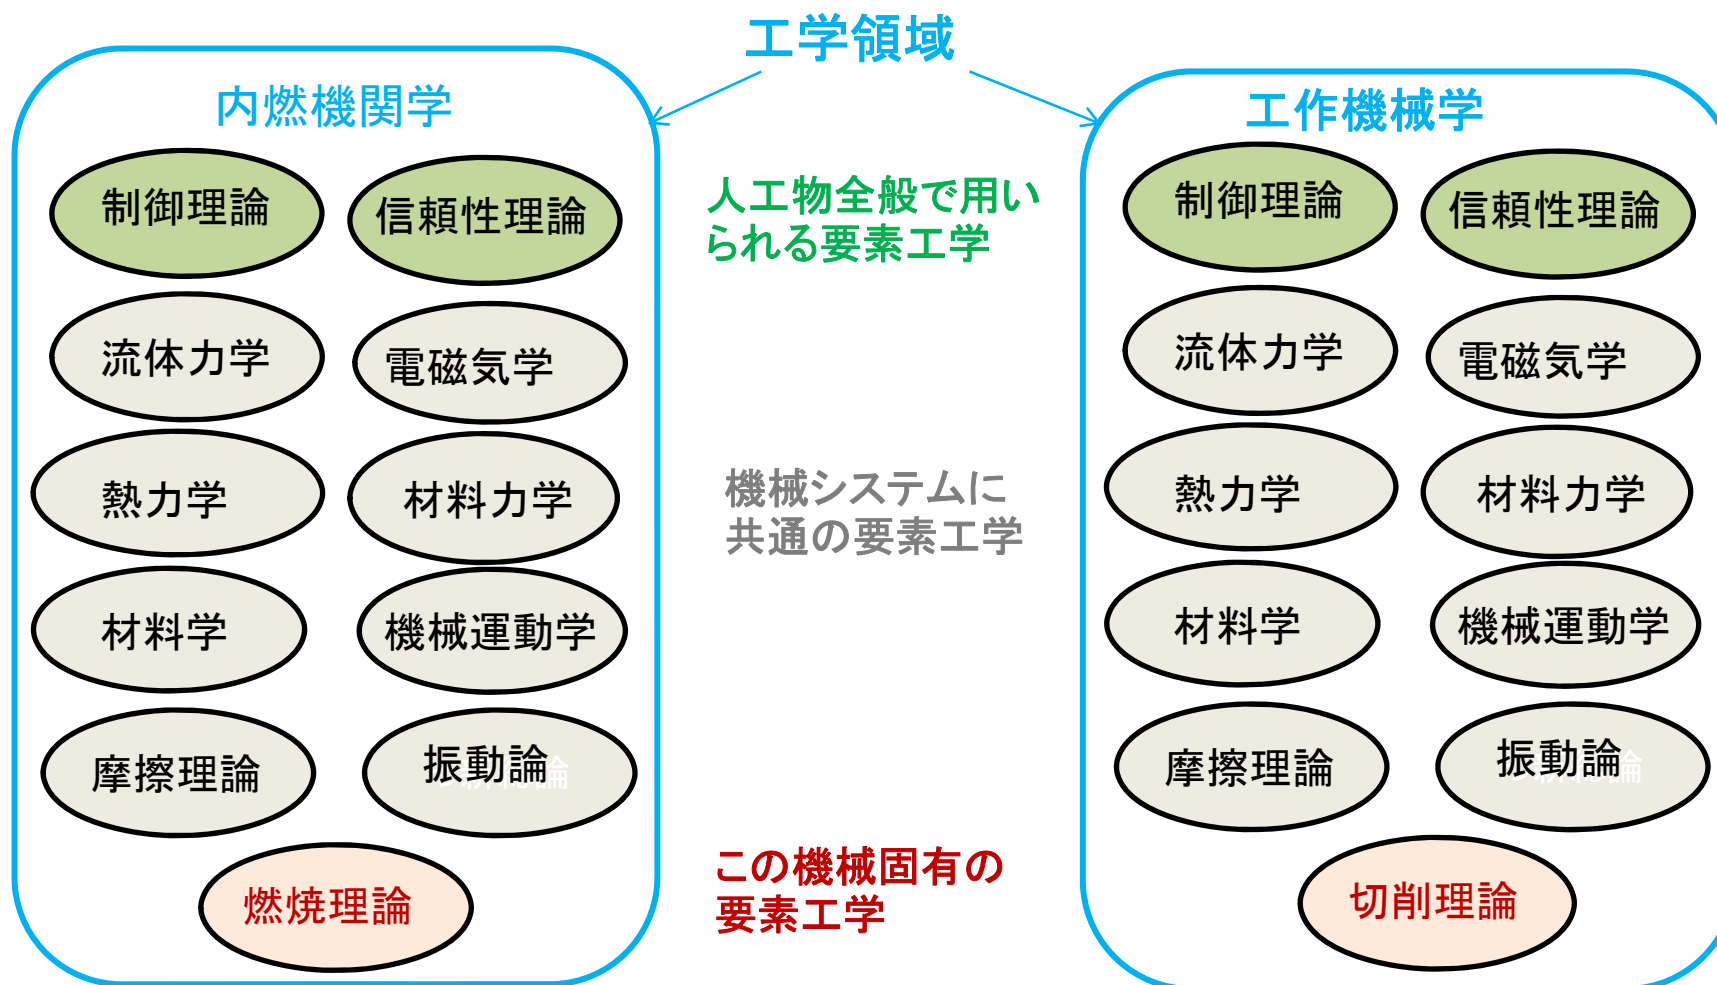 工学領域
内燃機関学
制御理論
信頼性理論
流体力学
電磁気学
熱力学
材料力学
材料学
機械運動学
摩擦理論
振動論
燃焼理論
人工物全般で用い
られる要素工学
機械システムに
共通の要素工学
この機械固有の
要素工学
工作機械学
制御理論
信頼性理論
流体力学
電磁気学
熱力学
材料力学
材料学
機械運動学
摩擦理論
振動論
切削理論